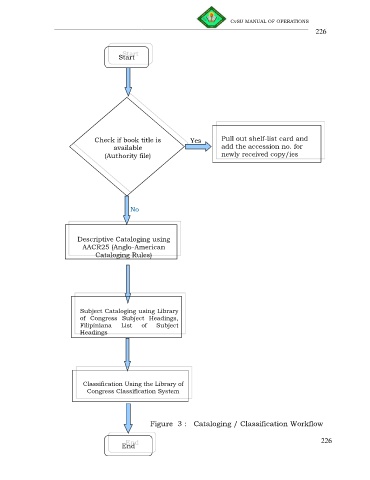 CvSU MANUAL OF OPERATIONS
226
Start
Start
Check if book title is
available
(Authority file)
Yes
Pull out shelf-list card and
add the accession no. for
newly received copy/ies
No
Descriptive Cataloging using
AACR25 (Anglo-American
Cataloging Rules)
Subject Cataloging using Library
of Congress Subject Headings,
Filipiniana List of Subject
Headings
Classification Using the Library of
Congress Classification System
Figure 3 : Cataloging / Classification Workflow
End
End
226